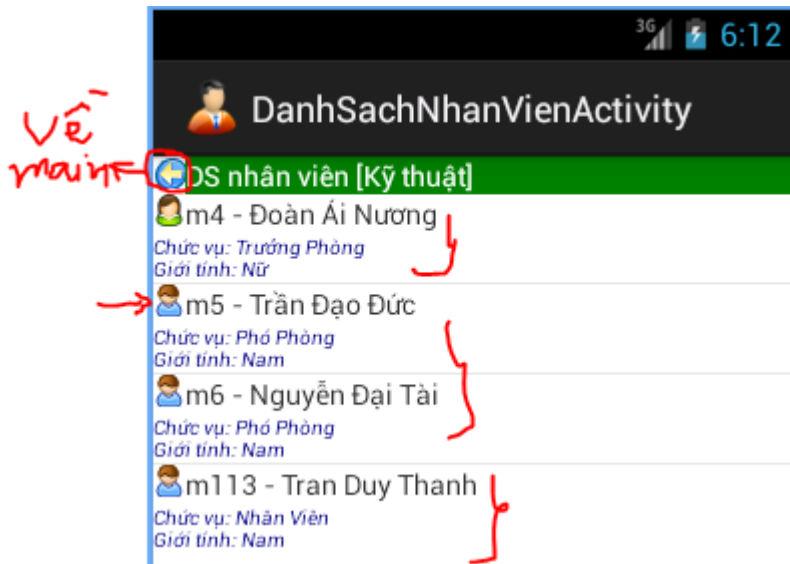 3G 6:12
DanhSachNhanVienActivity
Về
main
DS nhân viên [Kỹ thuật]
m4 - Đoàn Ái Nương
Chức vụ: Trưởng Phòng
Giới tính: Nữ
m5 - Trần Đạo Đức
Chức vụ: Phó Phòng
Giới tính: Nam
m6 - Nguyễn Đại Tài
Chức vụ: Phó Phòng
Giới tính: Nam
m113 - Tran Duy Thanh
Chức vụ: Nhân Viên
Giới tính: Nam